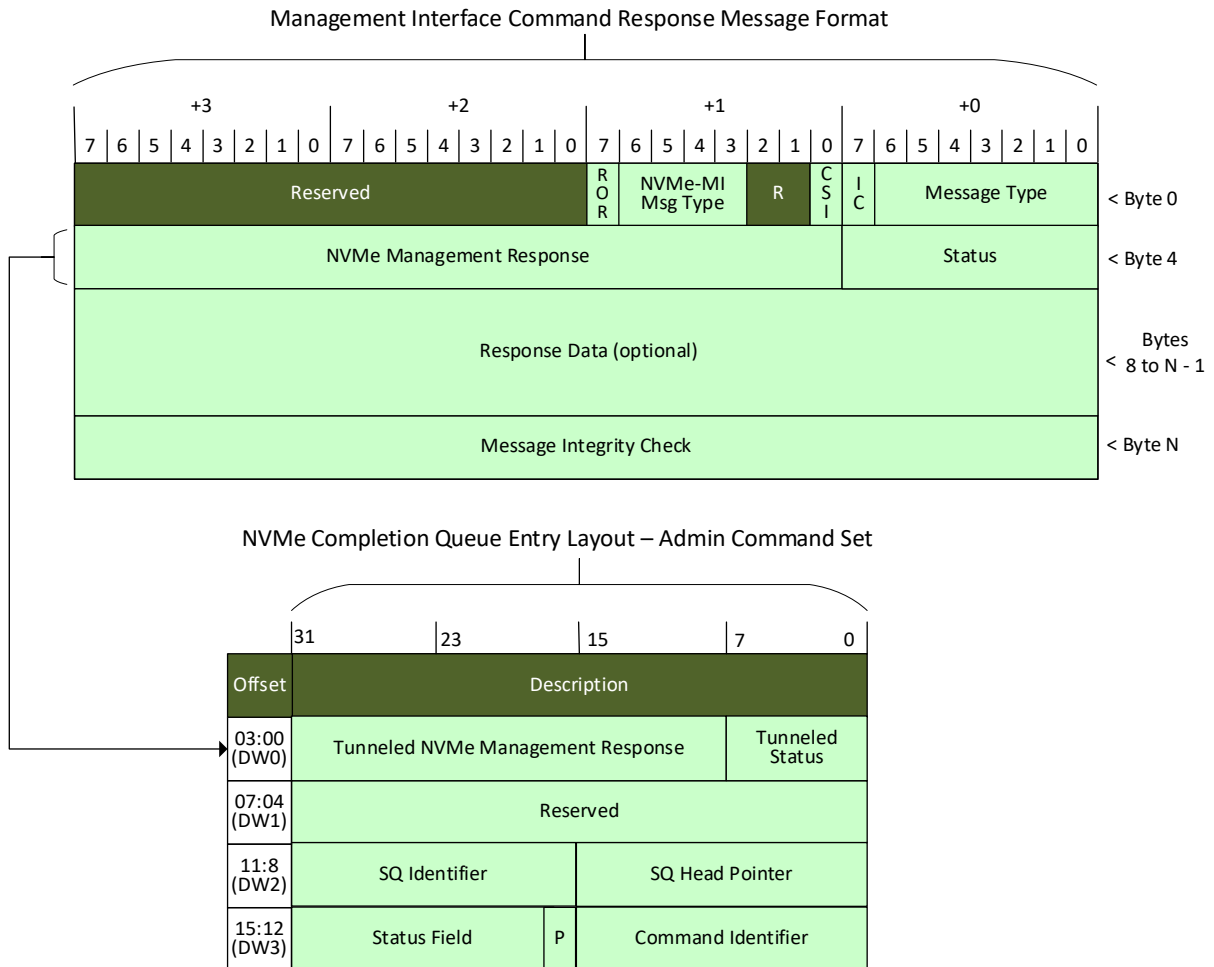 Management Interface Command Response Message Format
+3 +2 +1 +0
7 6 5 4 3 2 1 0 7 6 5 4 3 2 1 0 7 6 5 4 3 2 1 0 7 6 5 4 3 2 1 0
Reserved
R
O
R
NVMe-MI
Msg Type
R
C
S
I
I
C
Message Type
< Byte 0
NVMe Management Response
Status
< Byte 4
Response Data (optional)
Bytes
< 8 to N - 1
Message Integrity Check
< Byte N
NVMe Completion Queue Entry Layout – Admin Command Set
31 23 15 7 0
Offset
Description
03:00
(DW0)
Tunneled NVMe Management Response
Tunneled
Status
07:04
(DW1)
Reserved
11:8
(DW2)
SQ Identifier
SQ Head Pointer
15:12
(DW3)
Status Field
P
Command Identifier